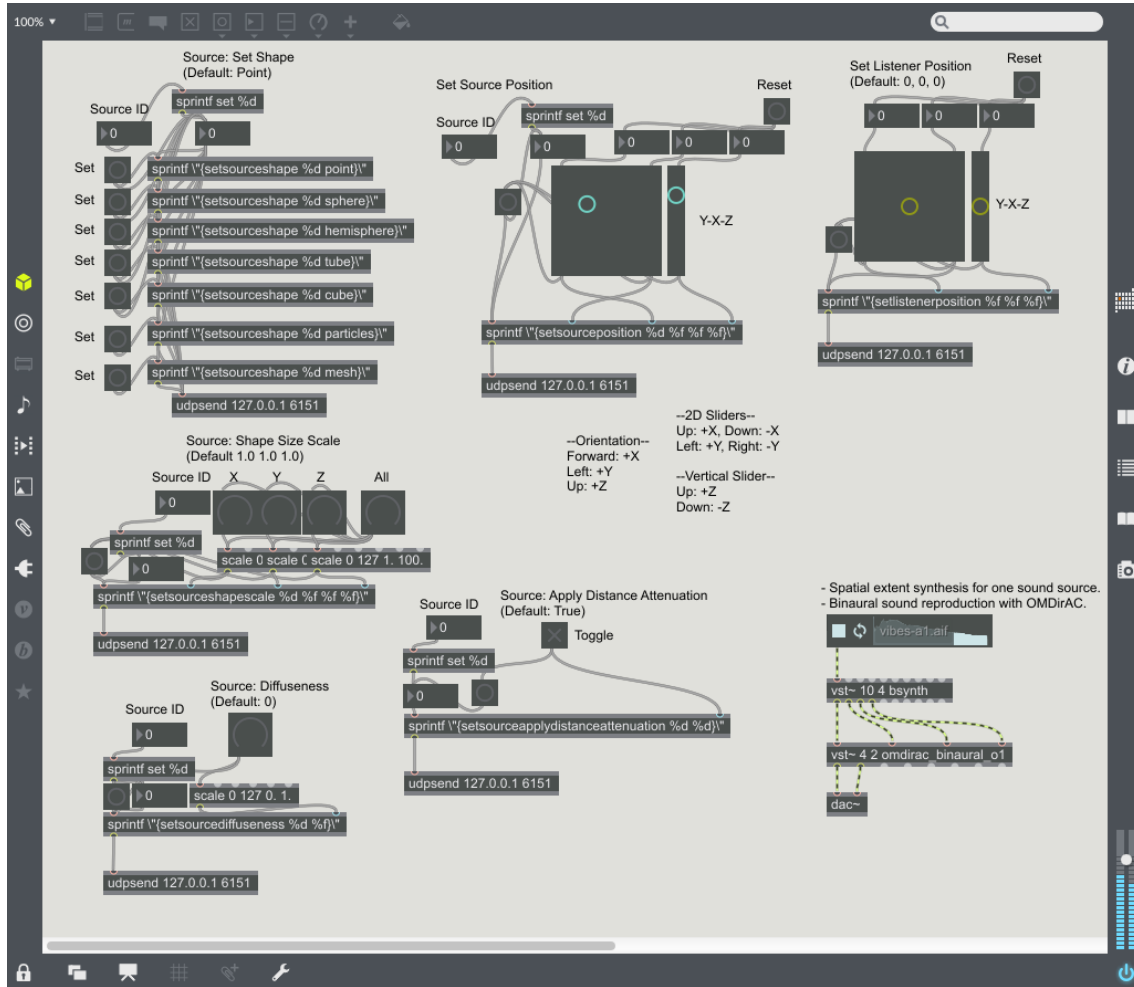 100%
Source: Set Shape
(Default: Point)
sprintf set %d
Source ID
0
0
Set
sprintf \"{setsourceshape %d point}\"
Set
sprintf \"{setsourceshape %d sphere}\"
Set
sprintf \"{setsourceshape %d hemisphere}\"
Set
sprintf \"{setsourceshape %d tube}\"
Set
sprintf \"{setsourceshape %d cube}\"
Set
sprintf \"{setsourceshape %d particles}\"
Set
sprintf \"{setsourceshape %d mesh}\"
udpsend 127.0.0.1 6151
Set Source Position
Reset
sprintf set %d
Source ID
0
0
0
0
0
Y-X-Z
sprintf \"{setsourceposition %d %f %f %f}\"
udpsend 127.0.0.1 6151
Set Listener Position
(Default: 0, 0, 0)
Reset
0
0
0
Y-X-Z
sprintf \"{setlistenerposition %f %f %f}\"
udpsend 127.0.0.1 6151
--Orientation--
Forward: +X
Left: +Y
Up: +Z
--2D Sliders--
Up: +X, Down: -X
Left: +Y, Right: -Y
--Vertical Slider--
Up: +Z
Down: -Z
Source: Shape Size Scale
(Default 1.0 1.0 1.0)
Source ID
X
Y
Z
All
0
sprintf set %d
0
scale 0
scale 0
scale 0 127 1. 100.
sprintf \"{setsourceshapescale %d %f %f %f}\"
udpsend 127.0.0.1 6151
Source: Diffuseness
(Default: 0)
Source ID
0
sprintf set %d
0
scale 0 127 0. 1.
sprintf \"{setsourcediffuseness %d %f}\"
udpsend 127.0.0.1 6151
Source: Apply Distance Attenuation
(Default: True)
Source ID
0
Toggle
sprintf set %d
0
sprintf \"{setsourceapplydistanceattenuation %d %d}\"
udpsend 127.0.0.1 6151
- Spatial extent synthesis for one sound source.
- Binaural sound reproduction with OMDirAC.
vibes-a1.aif
vst~ 10 4 bsynth
vst~ 4 2 omdirac_binaural_o1
dac~